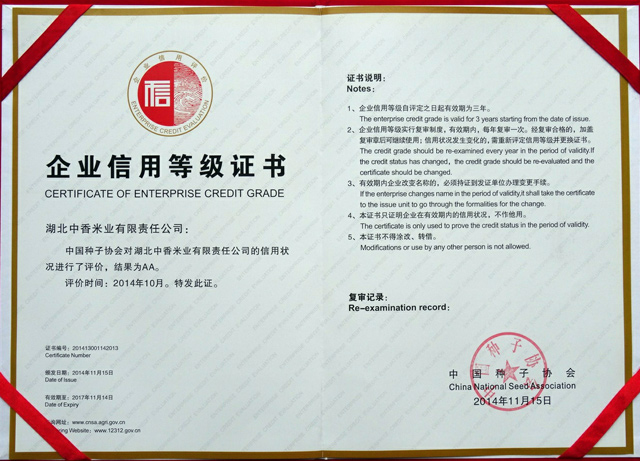 企业信用评价
信
ENTERPRISE CREDIT EVALUATION
企业信用等级证书
CERTIFICATE OF ENTERPRISE CREDIT GRADE
湖北中香米业有限责任公司：
中国种子协会对湖北中香米业有限责任公司的信用状
况进行了评价，结果为AA。
评价时间：2014年10月。特发此证。
证书编号：201413001142013
Certificate Number
颁发日期：2014年11月15日
Date of Issue
有效期至：2017年11月14日
Date of Expiry
网址：www.cnsa.agri.gov.cn
Website：www.12312.gov.cn
证书说明：
Notes：
1、企业信用等级自评定之日起有效期为三年。
The enterprise credit grade is valid for 3 years starting from the date of issue.
2、企业信用等级实行复审制度，有效期内，每年复审一次。经复审合格的，加盖
复审章后可继续使用；信用状况发生变化的，需重新评定信用等级并更换证书。
The credit grade should be re-examined every year in the period of validity.If
the credit status has changed, the credit grade should be re-evaluated and the
certificate should be changed.
3、有效期内企业改变名称的，必须持证到发证单位办理变更手续。
If the enterprise changes name in the period of validity,it shall take the certificate
to the issue unit to go through the formalities for the change.
4、本证书只证明企业在有效期内的信用状况，不作他用。
The certificate is only used to prove the credit status in the period of validity.
5、本证书不得涂改，转借。
Modifications or use by any other person is not allowed.
复审记录：
Re-examination record：
中国种子协会
中国种子协会
China National Seed Association
2014年11月15日